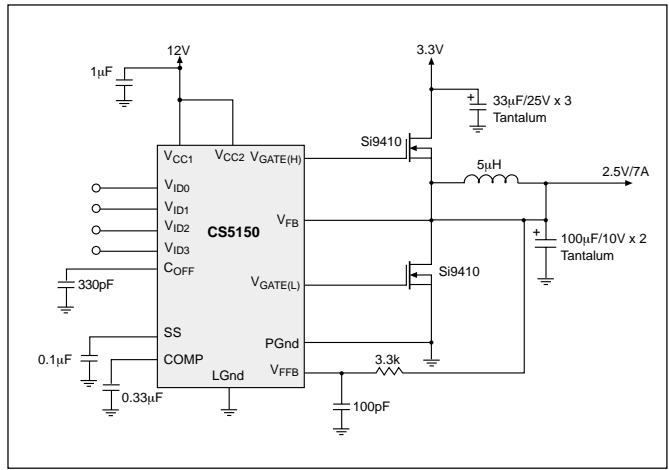 12V
3.3V
1μF
33μF/25V x 3
Tantalum
Si9410
VCC1
VCC2
VGATE(H)
5μH
2.5V/7A
VID0
VID1
VID2
VID3
VFB
CS5150
100μF/10V x 2
Tantalum
COFF
330pF
VGATE(L)
Si9410
SS
0.1μF
PGnd
COMP
3.3k
LGnd
VFFB
0.33μF
100pF